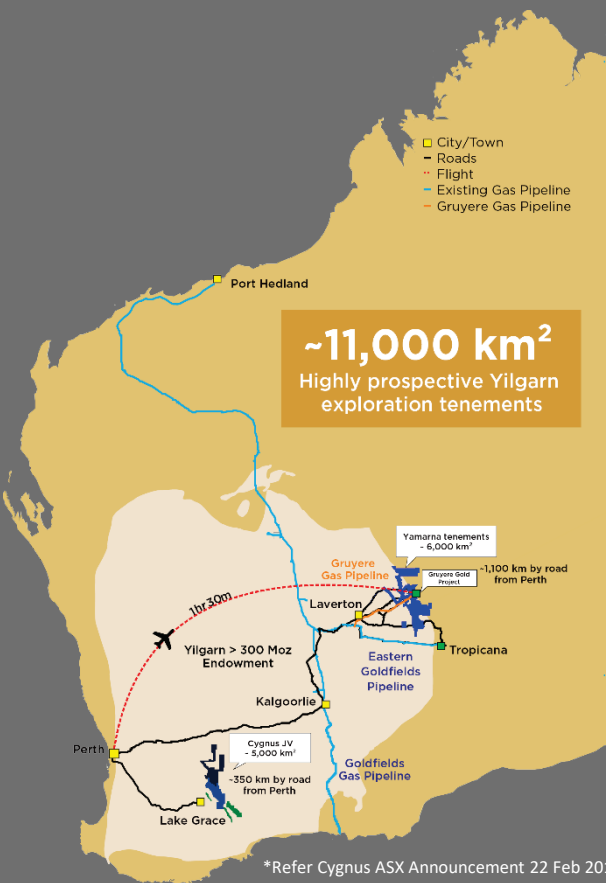 City/Town
Roads
Flight
Existing Gas Pipeline
Gruyere Gas Pipeline
Port Hedland
~11,000 km²
Highly prospective Yilgarn
exploration tenements
Yamarna tenements
~ 6,000 km²
Gruyere
Gas Pipeline
Gruyere Gold
Project
~1,100 km by road
from Perth
1hr30m
Laverton
Yilgarn > 300 Moz
Endowment
Tropicana
Eastern
Goldfields
Pipeline
Kalgoorlie
Perth
Cygnus JV
~ 5,000 km²
~350 km by road
from Perth
Goldfields
Gas Pipeline
Lake Grace
*Refer Cygnus ASX Announcement 22 Feb 20